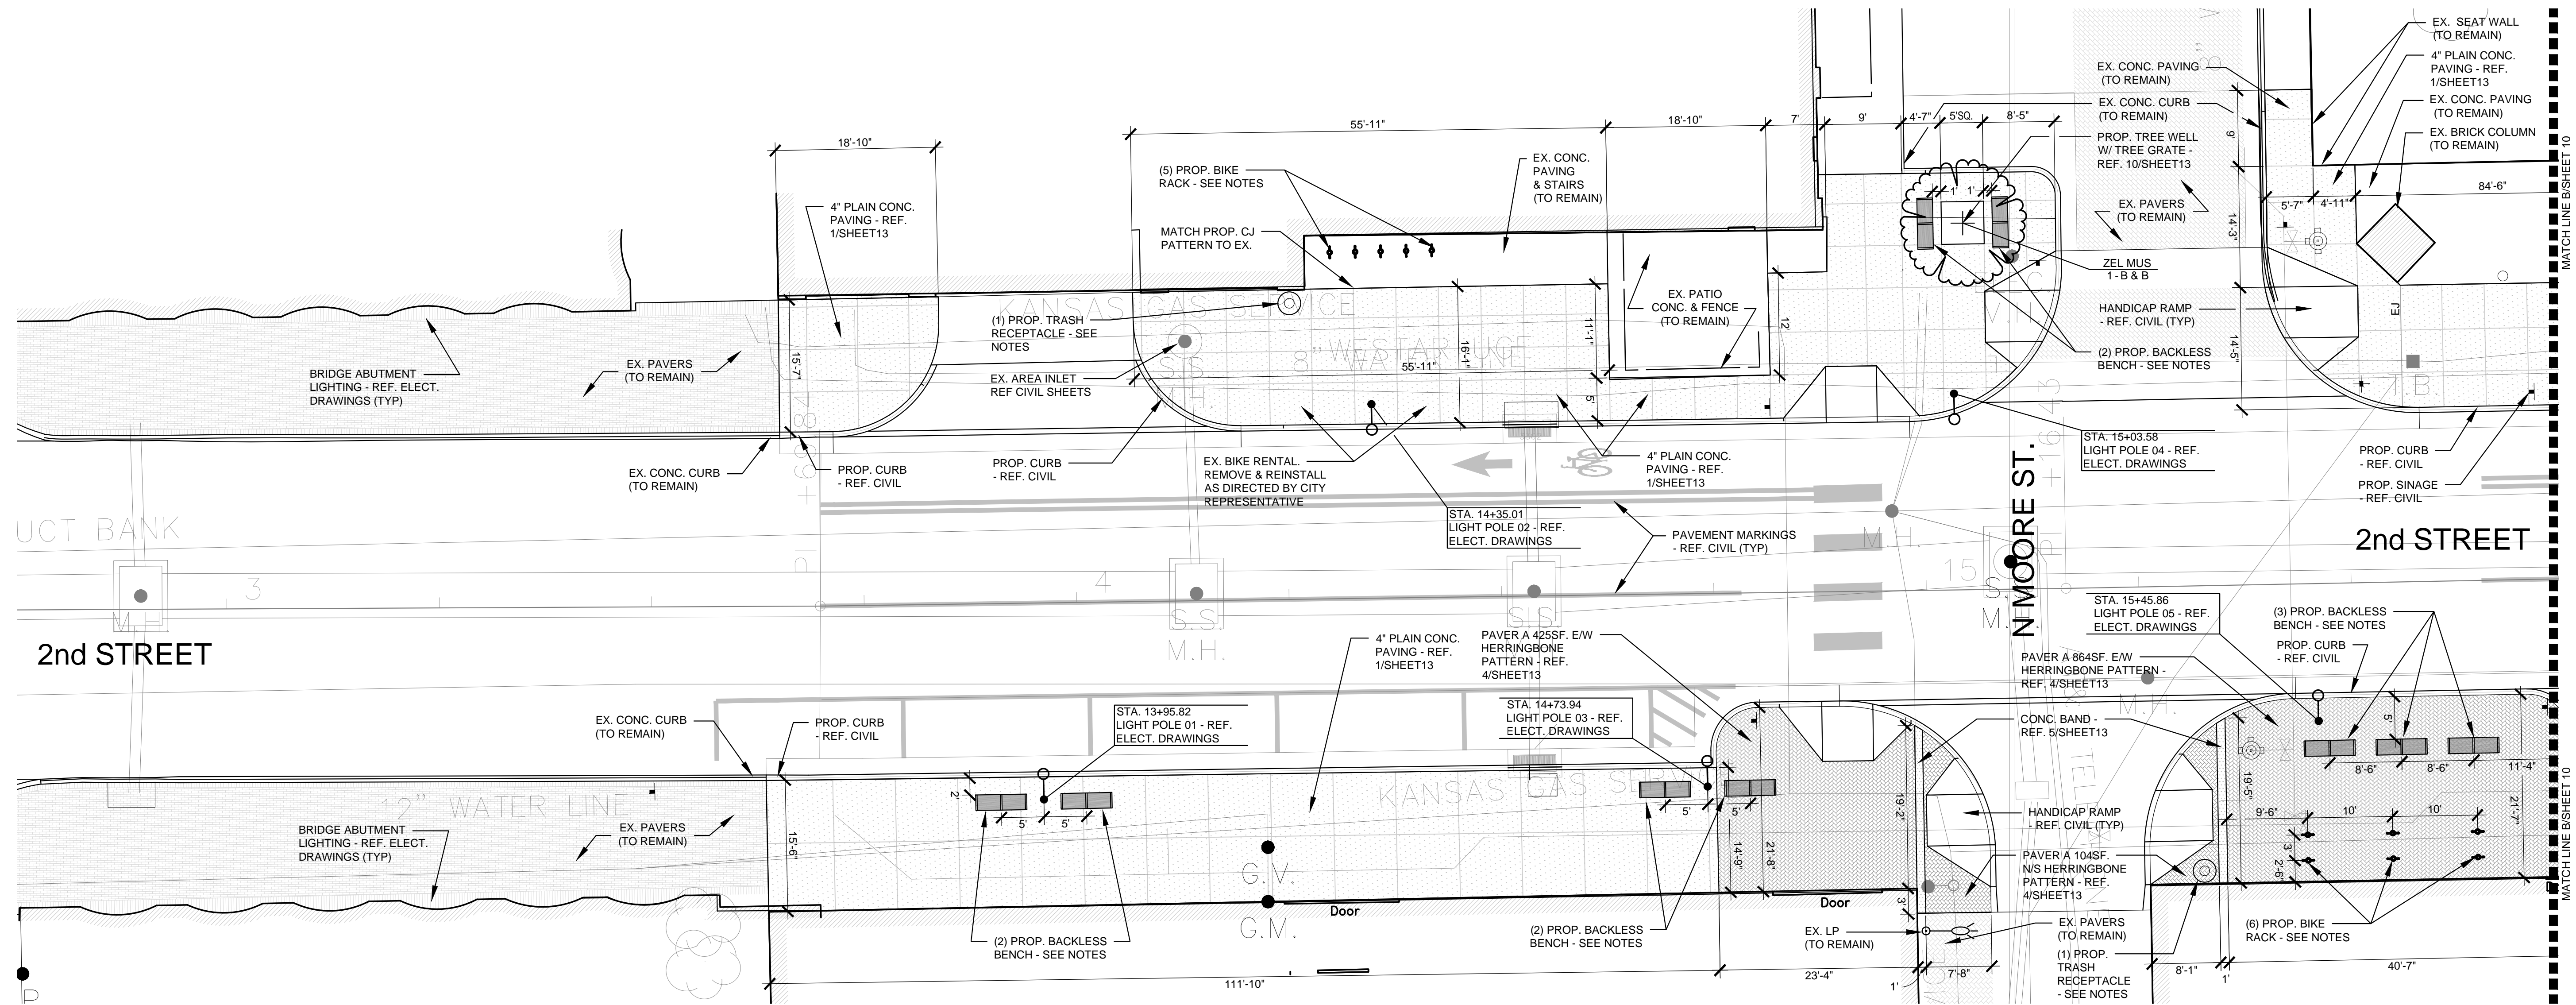 EX. SEAT WALL
(TO REMAIN)
4" PLAIN CONC.
PAVING - REF.
1/SHEET13
EX. CONC. PAVING
(TO REMAIN)
EX. BRICK COLUMN
(TO REMAIN)
EX. CONC. PAVING
(TO REMAIN)
EX. CONC. CURB
(TO REMAIN)
PROP. TREE WELL
W/ TREE GRATE -
REF. 10/SHEET13
EX. PAVERS
(TO REMAIN)
ZEL MUS
1 - B & B
HANDICAP RAMP
- REF. CIVIL (TYP)
(2) PROP. BACKLESS
BENCH - SEE NOTES
MATCH LINE B/SHEET 10
18'-10"
55'-11"
18'-10"
7'
9'
4'-7"
5'SQ.
8'-5"
1'
1'
9'
14'-3"
14'-5"
5'-7"
4'-11"
84'-6"
EJ
4" PLAIN CONC.
PAVING - REF.
1/SHEET13
(5) PROP. BIKE
RACK - SEE NOTES
MATCH PROP. CJ
PATTERN TO EX.
EX. CONC.
PAVING
& STAIRS
(TO REMAIN)
EX. PATIO
CONC. & FENCE
(TO REMAIN)
KANSAS GAS SERVICE
(1) PROP. TRASH
RECEPTACLE - SEE
NOTES
EX. AREA INLET
REF CIVIL SHEETS
8" WESTAR UGE
S.S.
M.H.
15'-7"
11'-1"
16'-1"
55'-11"
5'
12'
BRIDGE ABUTMENT
LIGHTING - REF. ELECT.
DRAWINGS (TYP)
EX. PAVERS
(TO REMAIN)
EX. CONC. CURB
(TO REMAIN)
PROP. CURB
- REF. CIVIL
PROP. CURB
- REF. CIVIL
EX. BIKE RENTAL.
REMOVE & REINSTALL
AS DIRECTED BY CITY
REPRESENTATIVE
4" PLAIN CONC.
PAVING - REF.
1/SHEET13
STA. 14+35.01
LIGHT POLE 02 - REF.
ELECT. DRAWINGS
PAVEMENT MARKINGS
- REF. CIVIL (TYP)
STA. 15+03.58
LIGHT POLE 04 - REF.
ELECT. DRAWINGS
PROP. CURB
- REF. CIVIL
PROP. SINAGE
- REF. CIVIL
T.B.
UCT BANK
M.H.
N MOORE ST.
2nd STREET
3
4
15
M.H.
S.S.
M.H.
S.S.
2nd STREET
STA. 15+45.86
LIGHT POLE 05 - REF.
ELECT. DRAWINGS
(3) PROP. BACKLESS
BENCH - SEE NOTES
PROP. CURB
- REF. CIVIL
PAVER A 864SF. E/W
HERRINGBONE PATTERN -
REF. 4/SHEET13
4" PLAIN CONC.
PAVING - REF.
1/SHEET13
PAVER A 425SF. E/W
HERRINGBONE
PATTERN - REF.
4/SHEET13
M.H.
EX. CONC. CURB
(TO REMAIN)
PROP. CURB
- REF. CIVIL
STA. 13+95.82
LIGHT POLE 01 - REF.
ELECT. DRAWINGS
STA. 14+73.94
LIGHT POLE 03 - REF.
ELECT. DRAWINGS
CONC. BAND -
REF. 5/SHEET13
12" WATER LINE
KANSAS GAS SERV
2'
5'
5'
5'
5'
15'-6"
14'-9"
21'-8"
19'-2"
3'
5'
8'-6"
8'-6"
11'-4"
19'-5"
21'-7"
9'-6"
10'
10'
3'
2'-6"
BRIDGE ABUTMENT
LIGHTING - REF. ELECT.
DRAWINGS (TYP)
EX. PAVERS
(TO REMAIN)
G.V.
G.M.
Door
Door
HANDICAP RAMP
- REF. CIVIL (TYP)
PAVER A 104SF.
N/S HERRINGBONE
PATTERN - REF.
4/SHEET13
(2) PROP. BACKLESS
BENCH - SEE NOTES
(2) PROP. BACKLESS
BENCH - SEE NOTES
EX. LP
(TO REMAIN)
EX. PAVERS
(TO REMAIN)
(1) PROP.
TRASH
RECEPTACLE
- SEE NOTES
(6) PROP. BIKE
RACK - SEE NOTES
111'-10"
23'-4"
1'
7'-8"
8'-1"
1'
40'-7"
MATCH LINE B/SHEET 10
P